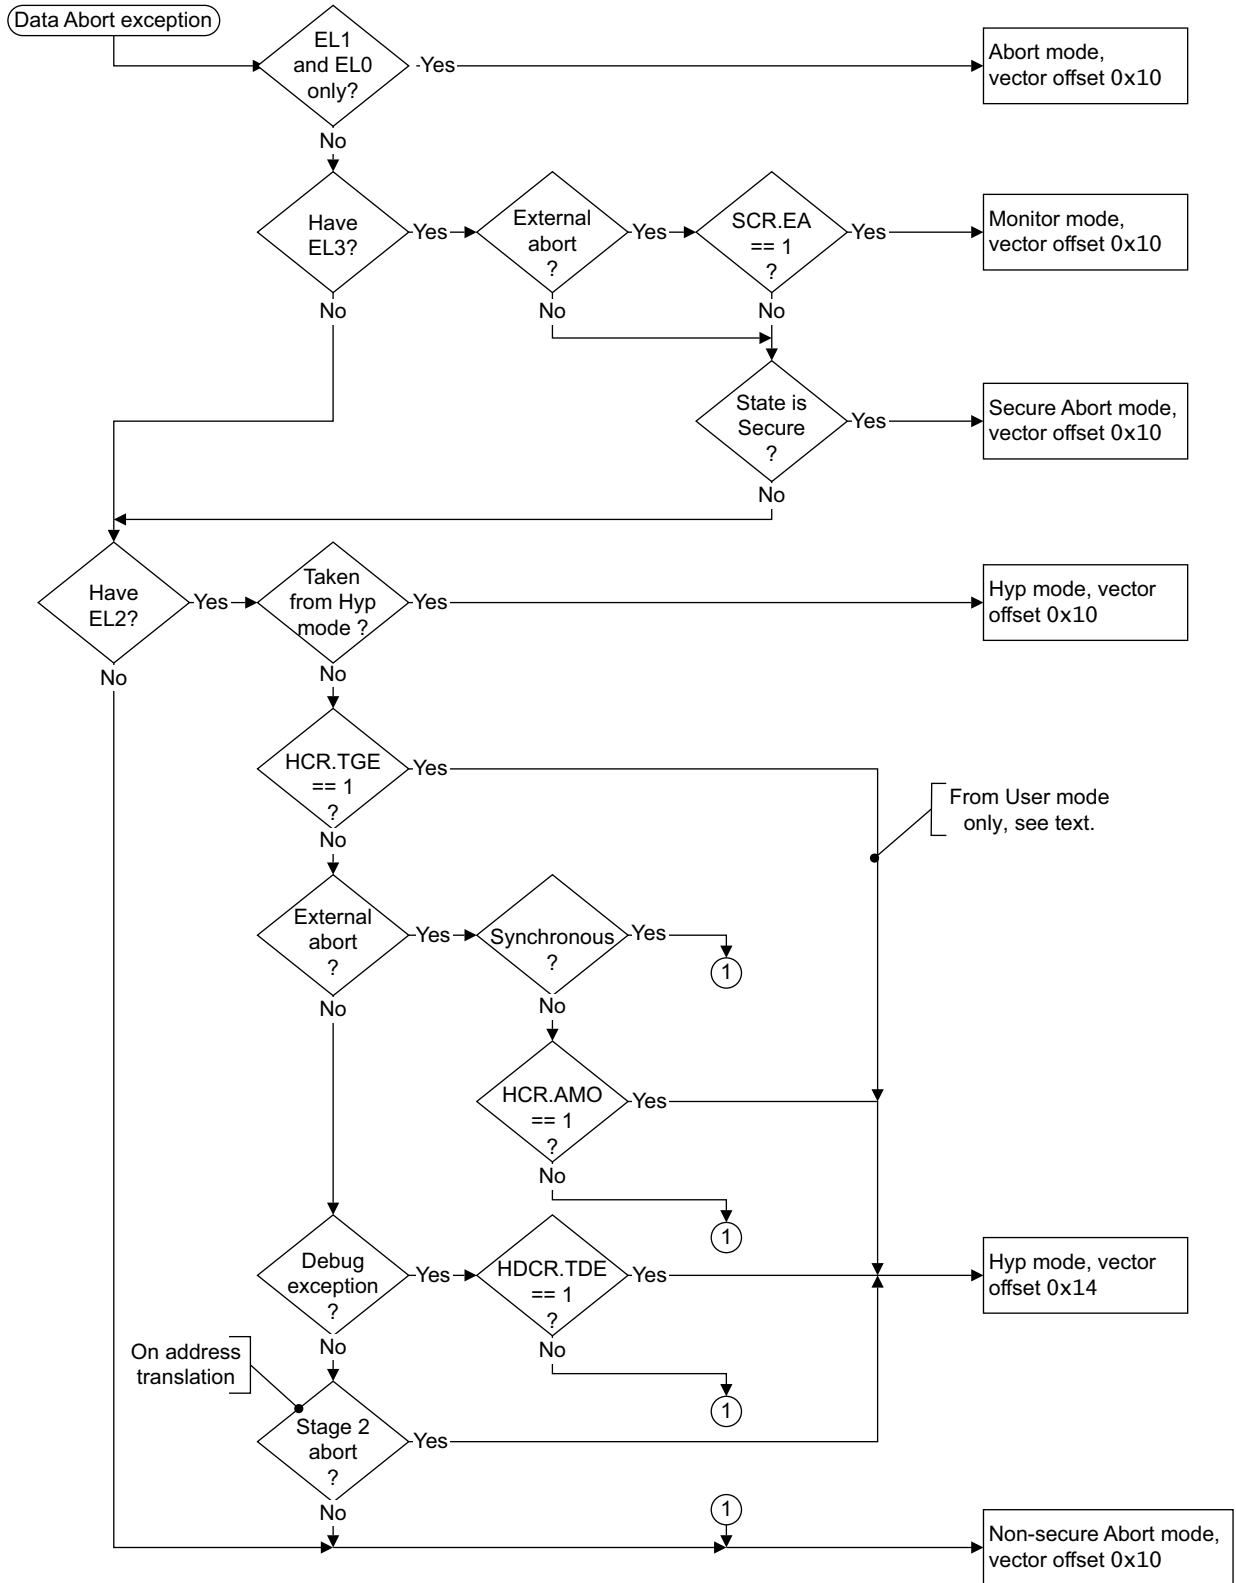 Data Abort exception
EL1
and EL0
only?
Yes
Abort mode,
vector offset 0x10
No
Have
EL3?
Yes
External
abort
?
Yes
SCR.EA
== 1
?
Yes
Monitor mode,
vector offset 0x10
No
No
No
State is
Secure
?
Yes
Secure Abort mode,
vector offset 0x10
No
Have
EL2?
Yes
Taken
from Hyp
mode ?
Yes
Hyp mode, vector
offset 0x10
No
No
HCR.TGE
== 1
?
Yes
From User mode
only, see text.
No
External
abort
?
Yes
Synchronous
?
Yes
1
No
No
HCR.AMO
== 1
?
Yes
No
1
Debug
exception
?
Yes
HDCR.TDE
== 1
?
Yes
Hyp mode, vector
offset 0x14
No
No
On address
translation
1
Stage 2
abort
?
Yes
No
1
Non-secure Abort mode,
vector offset 0x10